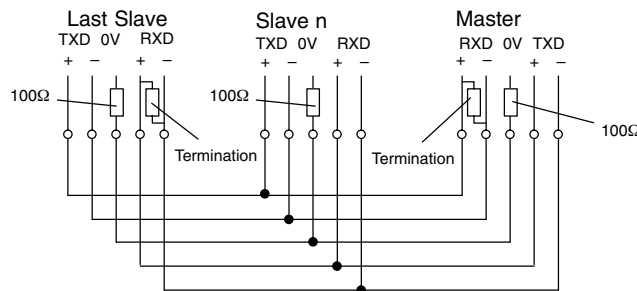 Last Slave Slave n Master
TXD 0V RXD TXD 0V RXD RXD 0V TXD
+ − + − + − + − + − + −
100Ω 100Ω 100Ω
Termination Termination